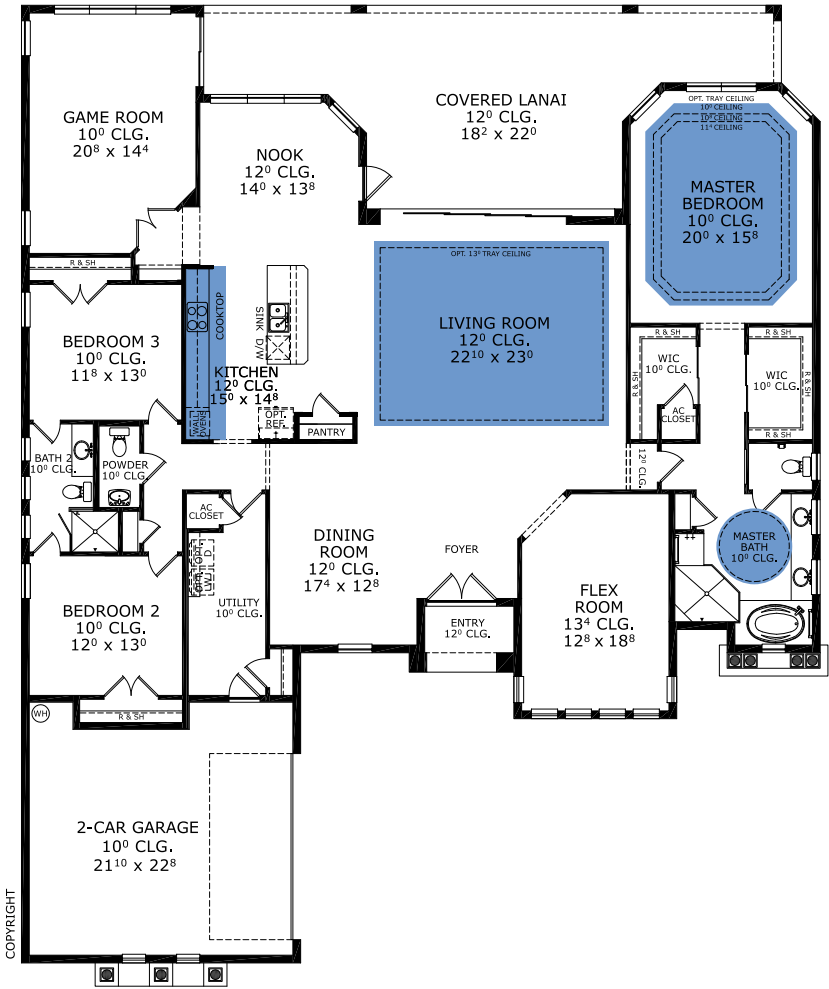 GAME ROOM
10⁰ CLG.
20⁸ x 14⁴
COVERED LANAI
12⁰ CLG.
18² x 22⁰
OPT. TRAY CEILING
10⁰ CEILING
11⁴ CEILING
NOOK
12⁰ CLG.
14⁰ x 13⁸
MASTER
BEDROOM
10⁰ CLG.
20⁰ x 15⁸
R & SH
OPT. 13⁰ TRAY CEILING
COOKTOP
SINK
D/W
LIVING ROOM
12⁰ CLG.
22¹⁰ x 23⁰
BEDROOM 3
10⁰ CLG.
11⁸ x 13⁰
KITCHEN
12⁰ CLG.
15⁰ x 14⁸
WALL
OVENS
OPT.
REF.
PANTRY
R & SH
WIC
10⁰ CLG.
R & SH
AC
CLOSET
R & SH
WIC
10⁰ CLG.
R & SH
R & SH
12⁰ CLG.
BATH 2
10⁰ CLG.
POWDER
10⁰ CLG.
AC
CLOSET
DINING
ROOM
12⁰ CLG.
17⁴ x 12⁸
FOYER
MASTER
BATH
10⁰ CLG.
UTILITY
10⁰ CLG.
BEDROOM 2
10⁰ CLG.
12⁰ x 13⁰
ENTRY
12⁰ CLG.
FLEX
ROOM
13⁴ CLG.
12⁸ x 18⁸
WH
R & SH
2-CAR GARAGE
10⁰ CLG.
21¹⁰ x 22⁸
COPYRIGHT